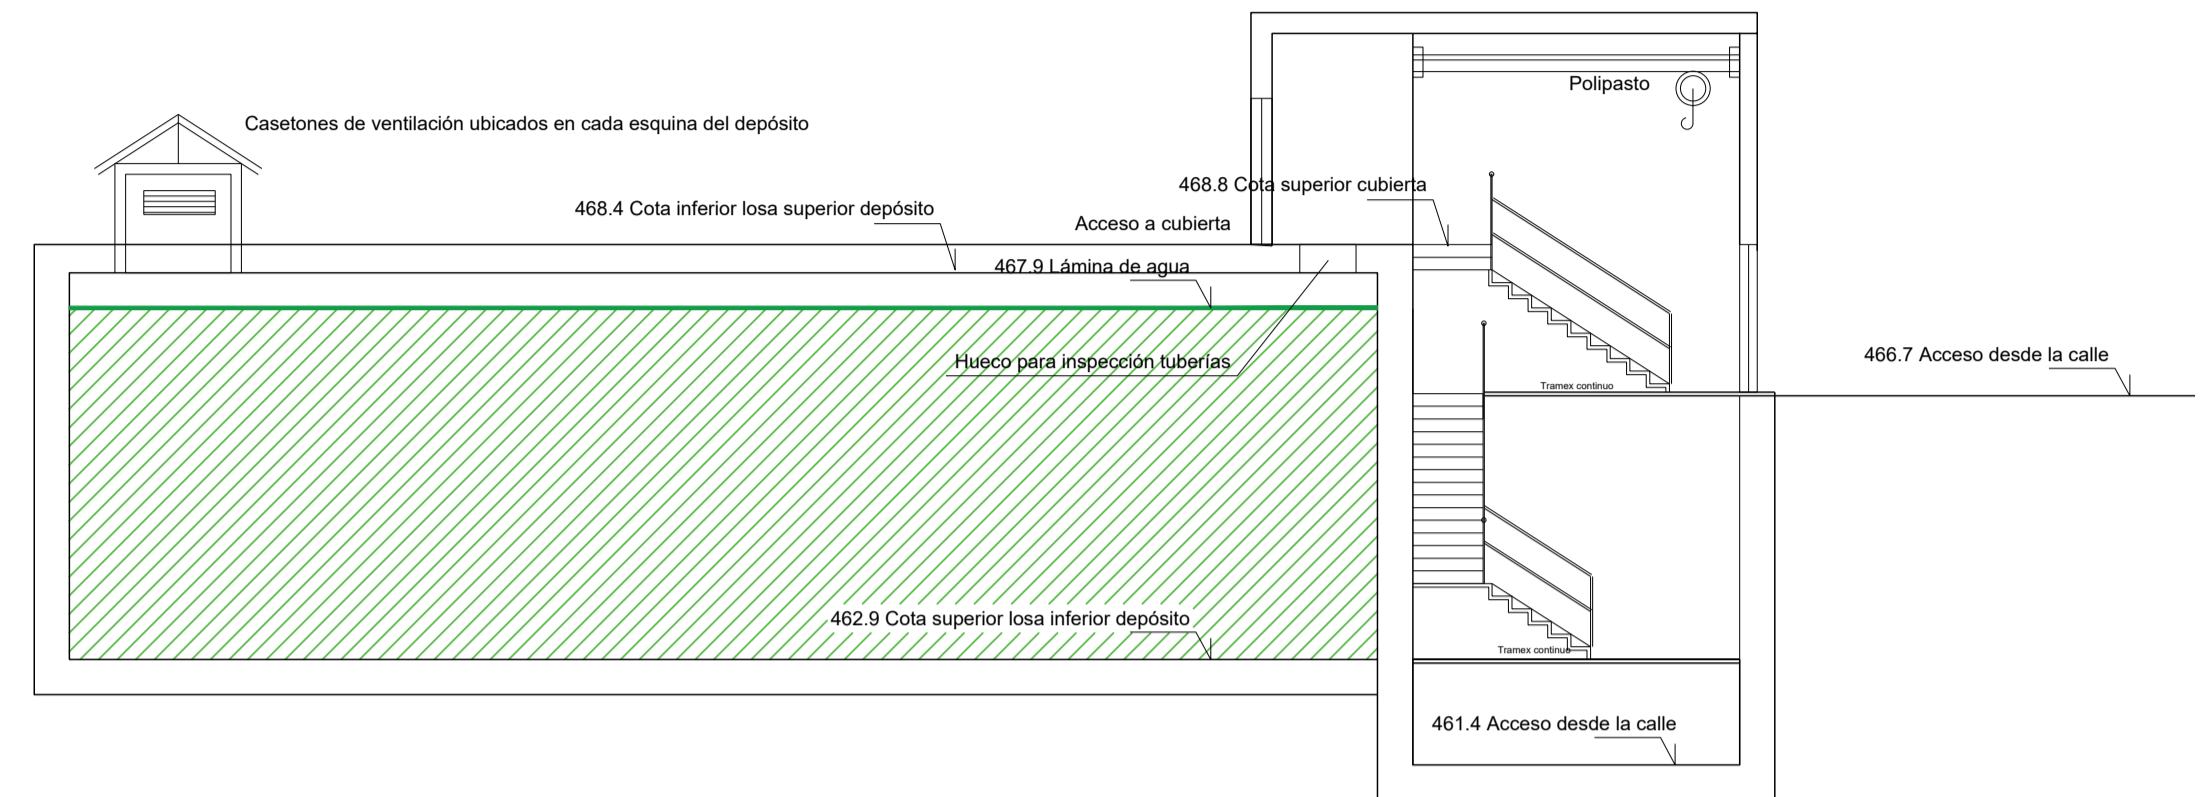 Polipasto
Casetones de ventilación ubicados en cada esquina del depósito
468.8 Cota superior cubierta
468.4 Cota inferior losa superior depósito
Acceso a cubierta
467.9 Lámina de agua
Hueco para inspección tuberías
466.7 Acceso desde la calle
Tramex continuo
462.9 Cota superior losa inferior depósito
Tramex continuo
461.4 Acceso desde la calle